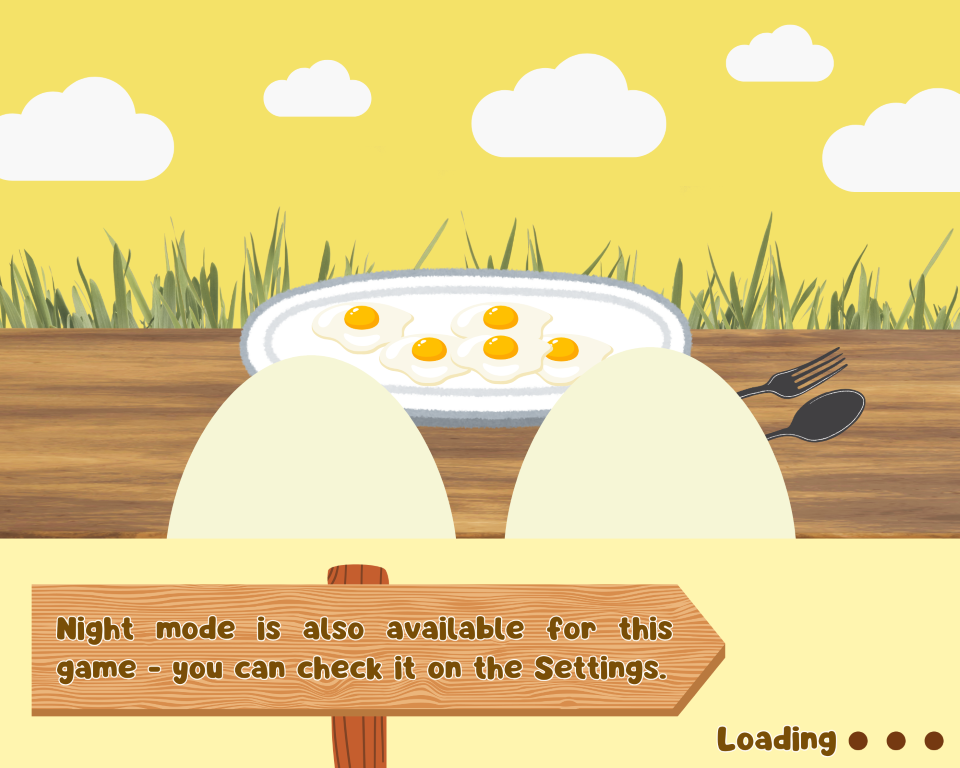 Night mode is also available for this
game - you can check it on the Settings.
Loading • • •